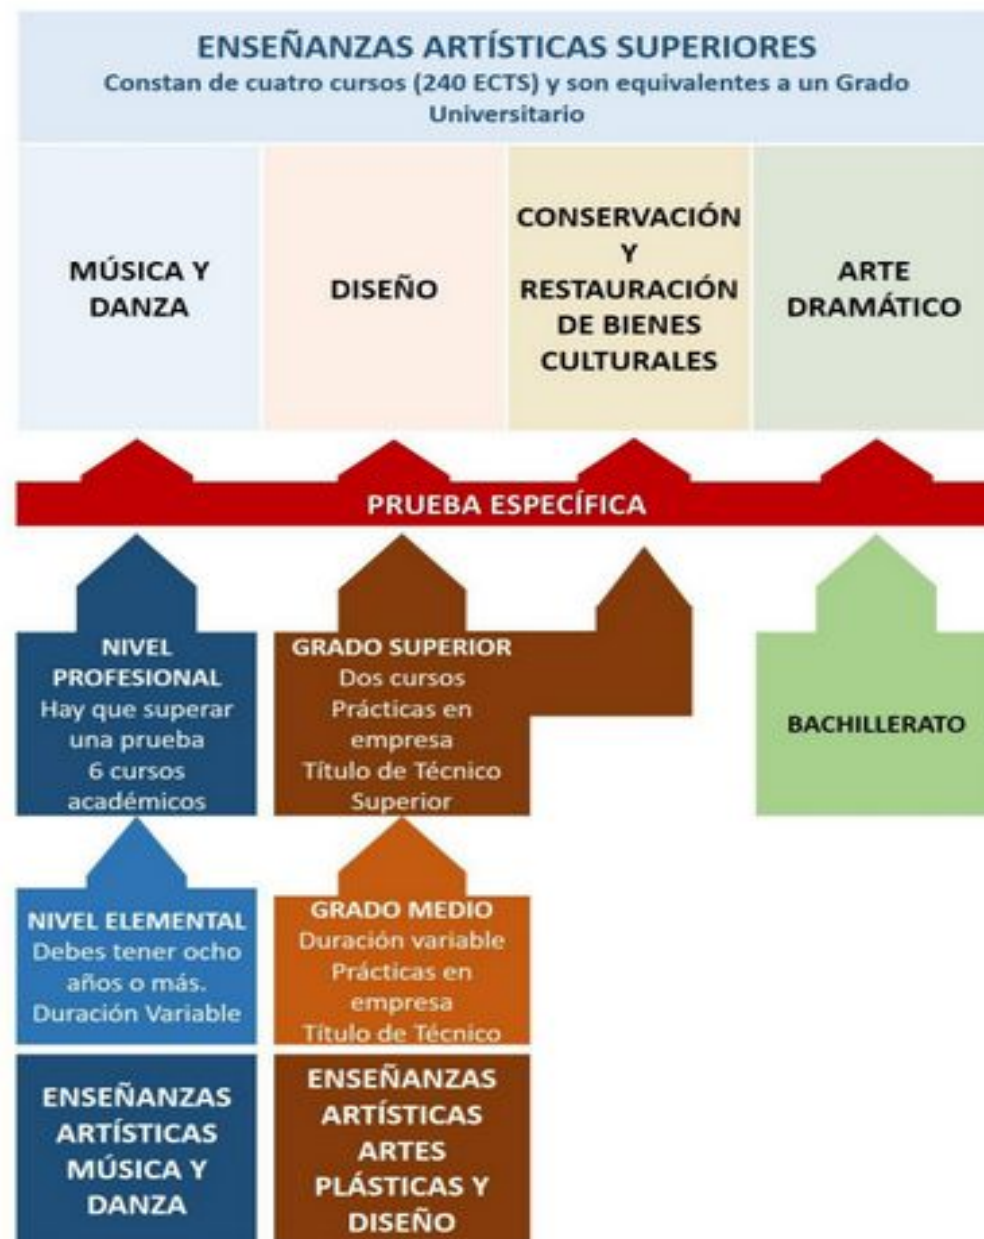 ENSEÑANZAS ARTÍSTICAS SUPERIORES
Constan de cuatro cursos (240 ECTS) y son equivalentes a un Grado
Universitario
MÚSICA Y
DANZA
DISEÑO
CONSERVACIÓN
Y
RESTAURACIÓN
DE BIENES
CULTURALES
ARTE
DRAMÁTICO
PRUEBA ESPECÍFICA
NIVEL
PROFESIONAL
Hay que superar
una prueba
6 cursos
académicos
GRADO SUPERIOR
Dos cursos
Prácticas en
empresa
Título de Técnico
Superior
BACHILLERATO
NIVEL ELEMENTAL
Debes tener ocho
años o más.
Duración Variable
GRADO MEDIO
Duración variable
Prácticas en
empresa
Título de Técnico
ENSEÑANZAS
ARTÍSTICAS
MÚSICA Y
DANZA
ENSEÑANZAS
ARTÍSTICAS
ARTES
PLÁSTICAS Y
DISEÑO